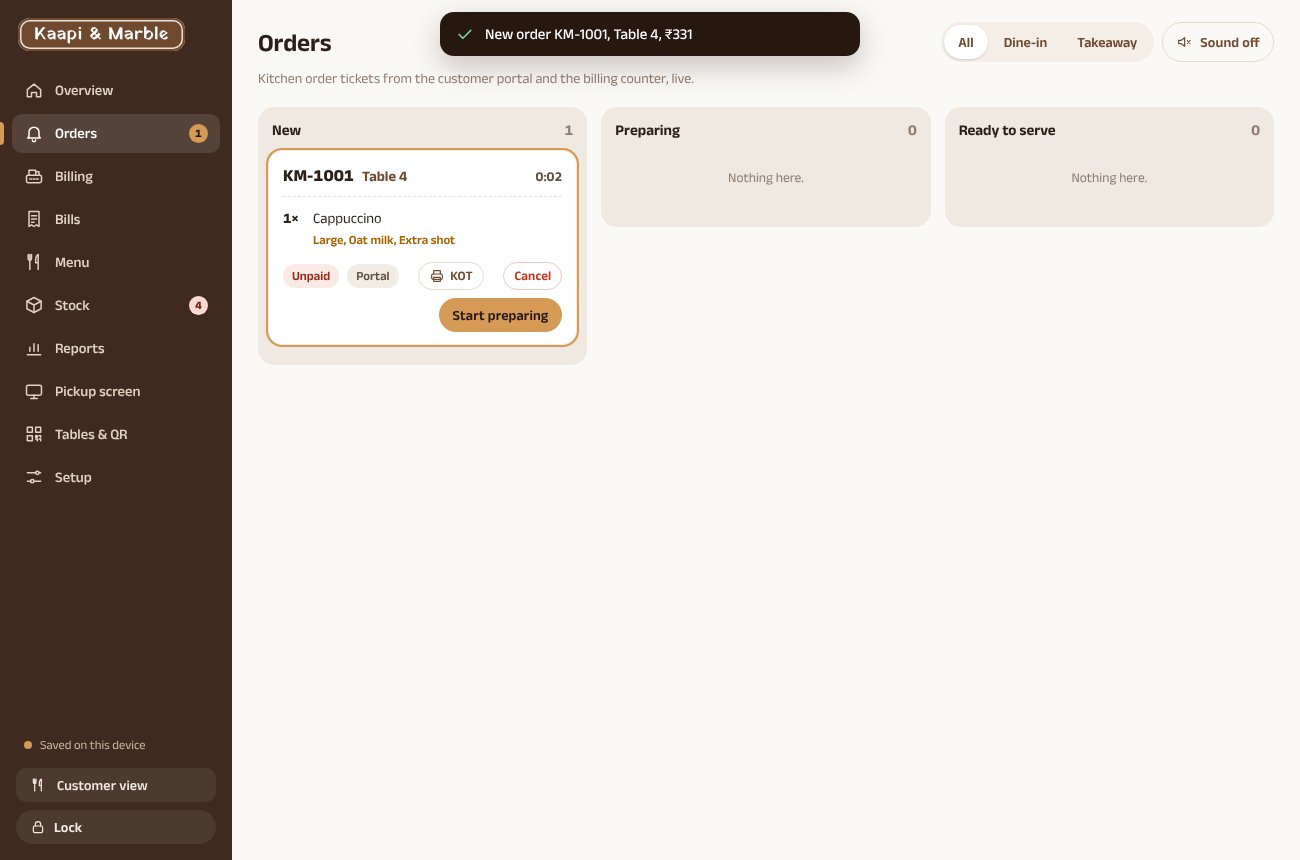 Kaapi & Marble
Overview
Orders 1
Billing
Bills
Menu
Stock 4
Reports
Pickup screen
Tables & QR
Setup
Saved on this device
Customer view
Lock
New order KM-1001, Table 4, ₹331
Orders
All Dine-in Takeaway Sound off
Kitchen order tickets from the customer portal and the billing counter, live.
New 1
KM-1001 Table 4 0:02
1× Cappuccino
Large, Oat milk, Extra shot
Unpaid Portal KOT Cancel
Start preparing
Preparing 0
Nothing here.
Ready to serve 0
Nothing here.